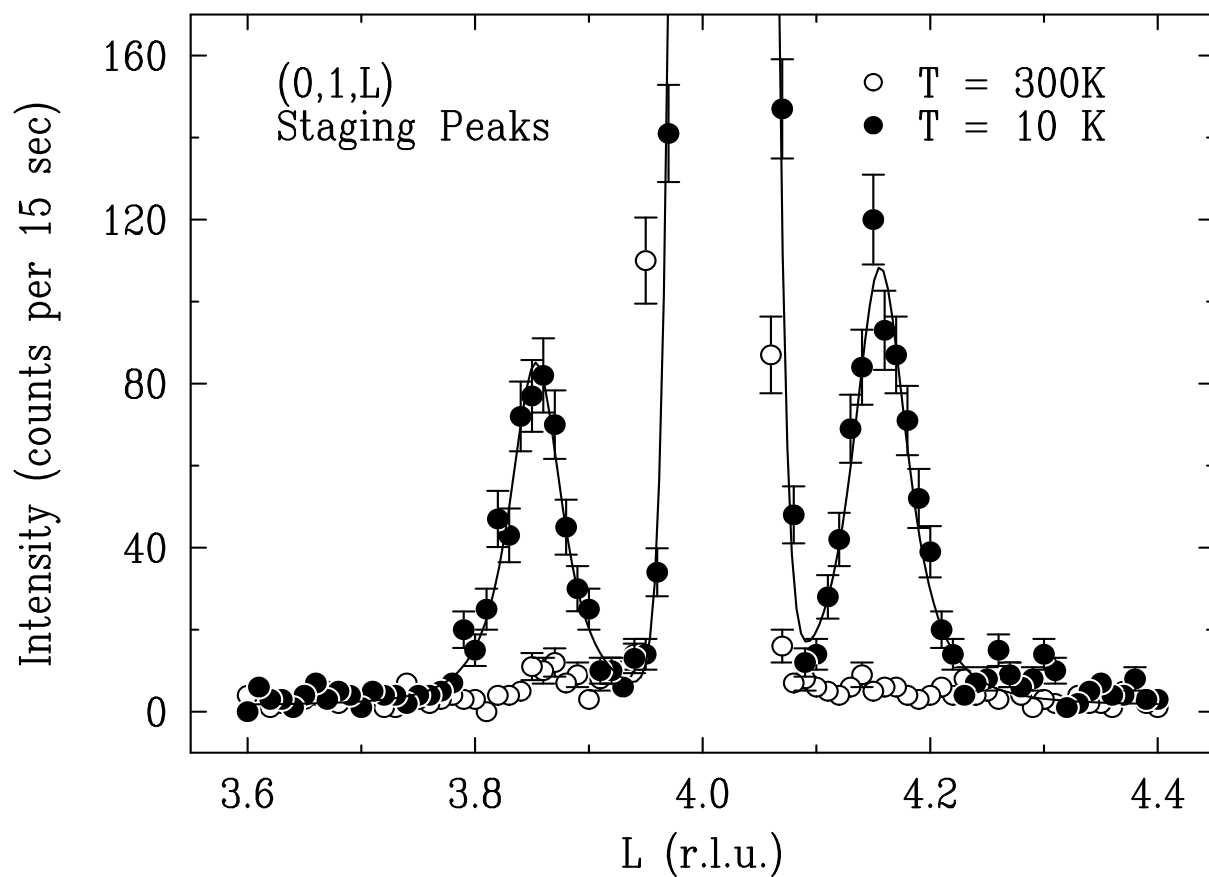 (0,1,L)
Staging Peaks
T = 300K
T = 10 K
Intensity (counts per 15 sec)
160
120
80
40
0
3.6 3.8 4.0 4.2 4.4
L (r.l.u.)